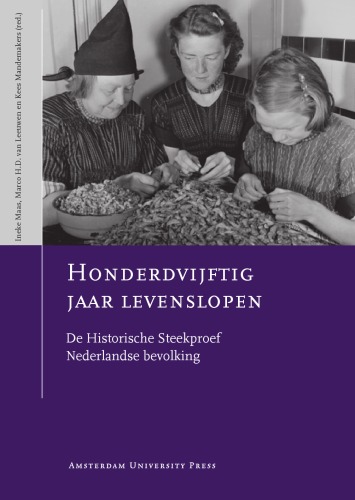 Ineke Maas, Marco H.D. van Leeuwen en Kees Mandemakers (red.)
Honderdvijftig
jaar levenslopen
De Historische Steekproef
Nederlandse bevolking
Amsterdam University Press